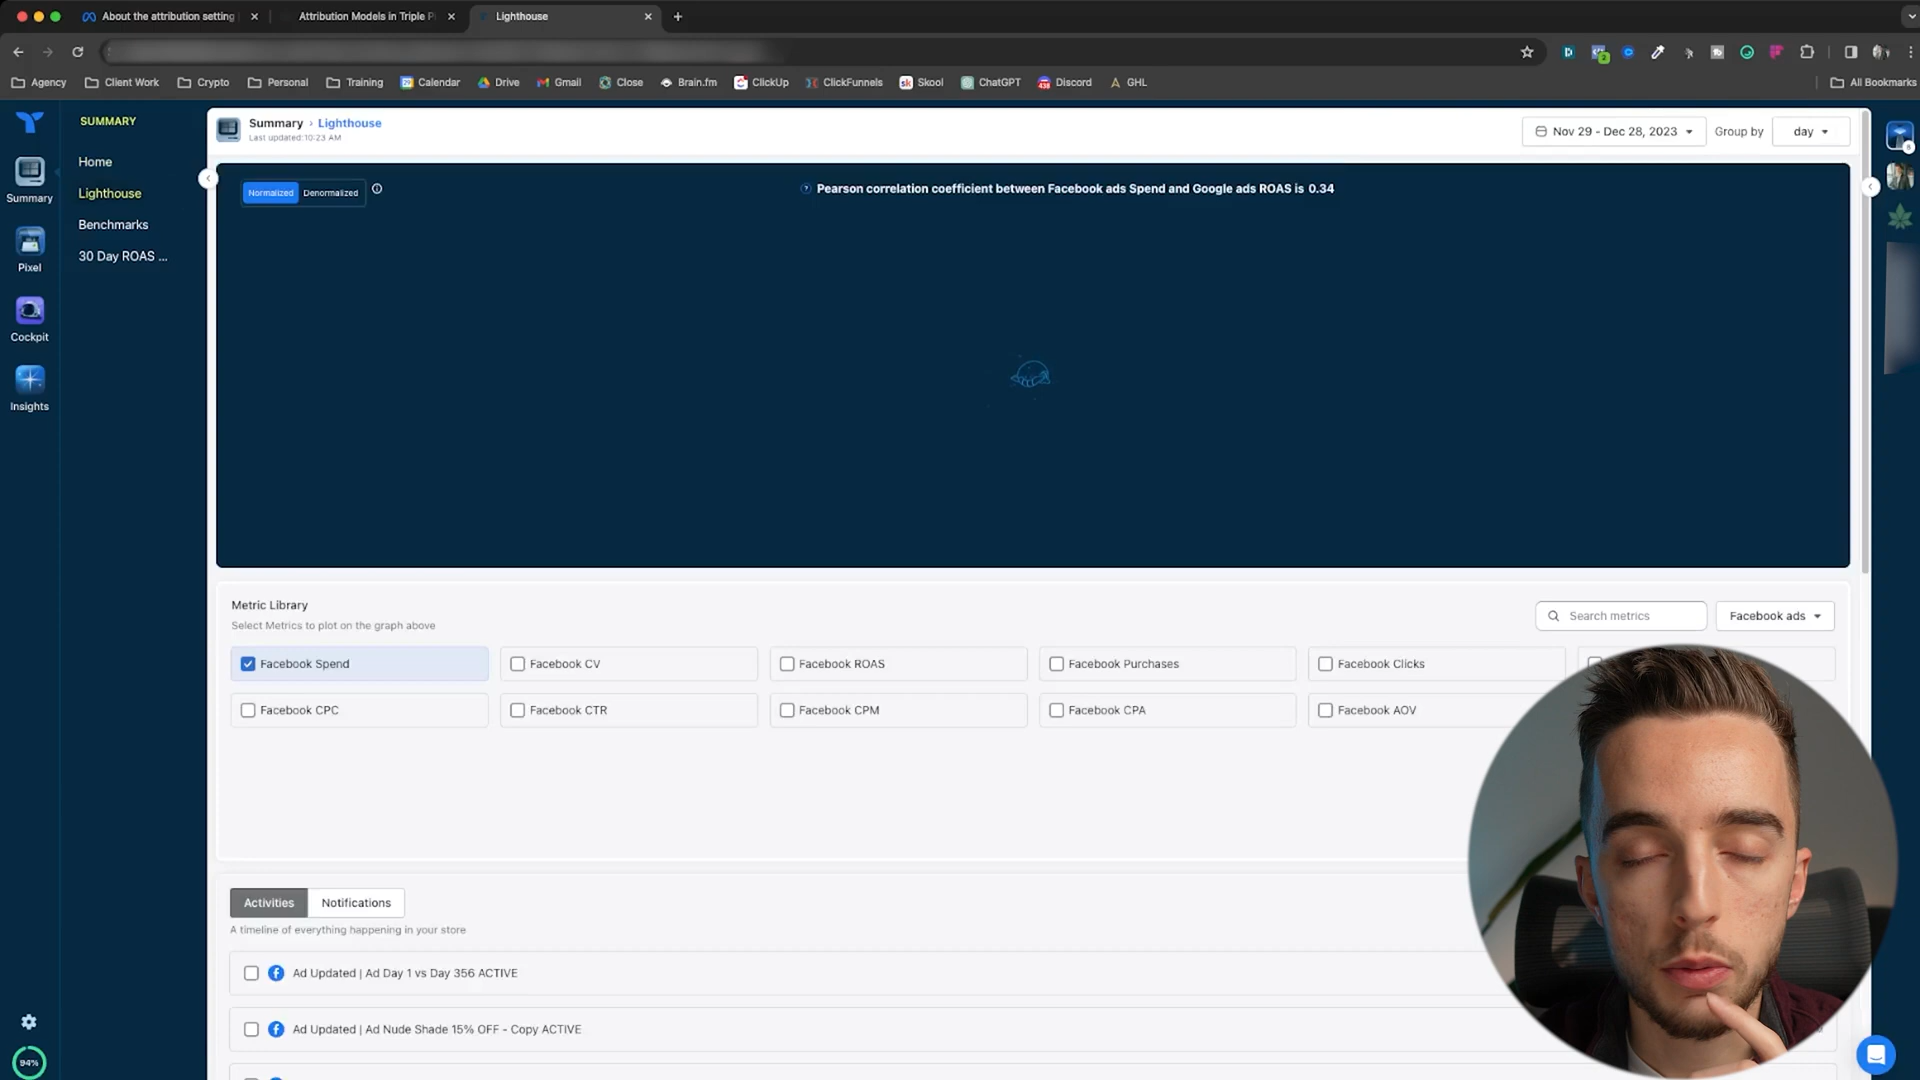 About the attribution setting
Attribution Models in Triple P
Lighthouse
Agency
Client Work
Crypto
Personal
Training
Calendar
Drive
Gmail
Close
Brain.fm
ClickUp
ClickFunnels
Skool
ChatGPT
Discord
GHL
All Bookmarks
SUMMARY
Home
Lighthouse
Benchmarks
30 Day ROAS ...
Summary
Pixel
Cockpit
Insights
94%
Summary › Lighthouse
Last updated:10:23 AM
Nov 29 - Dec 28, 2023
Group by
day
Normalized
Denormalized
Pearson correlation coefficient between Facebook ads Spend and Google ads ROAS is 0.34
Metric Library
Select Metrics to plot on the graph above
Search metrics
Facebook ads
Facebook Spend
Facebook CV
Facebook ROAS
Facebook Purchases
Facebook Clicks
Facebook CPC
Facebook CTR
Facebook CPM
Facebook CPA
Facebook AOV
Activities
Notifications
A timeline of everything happening in your store
Ad Updated | Ad Day 1 vs Day 356 ACTIVE
Ad Updated | Ad Nude Shade 15% OFF - Copy ACTIVE